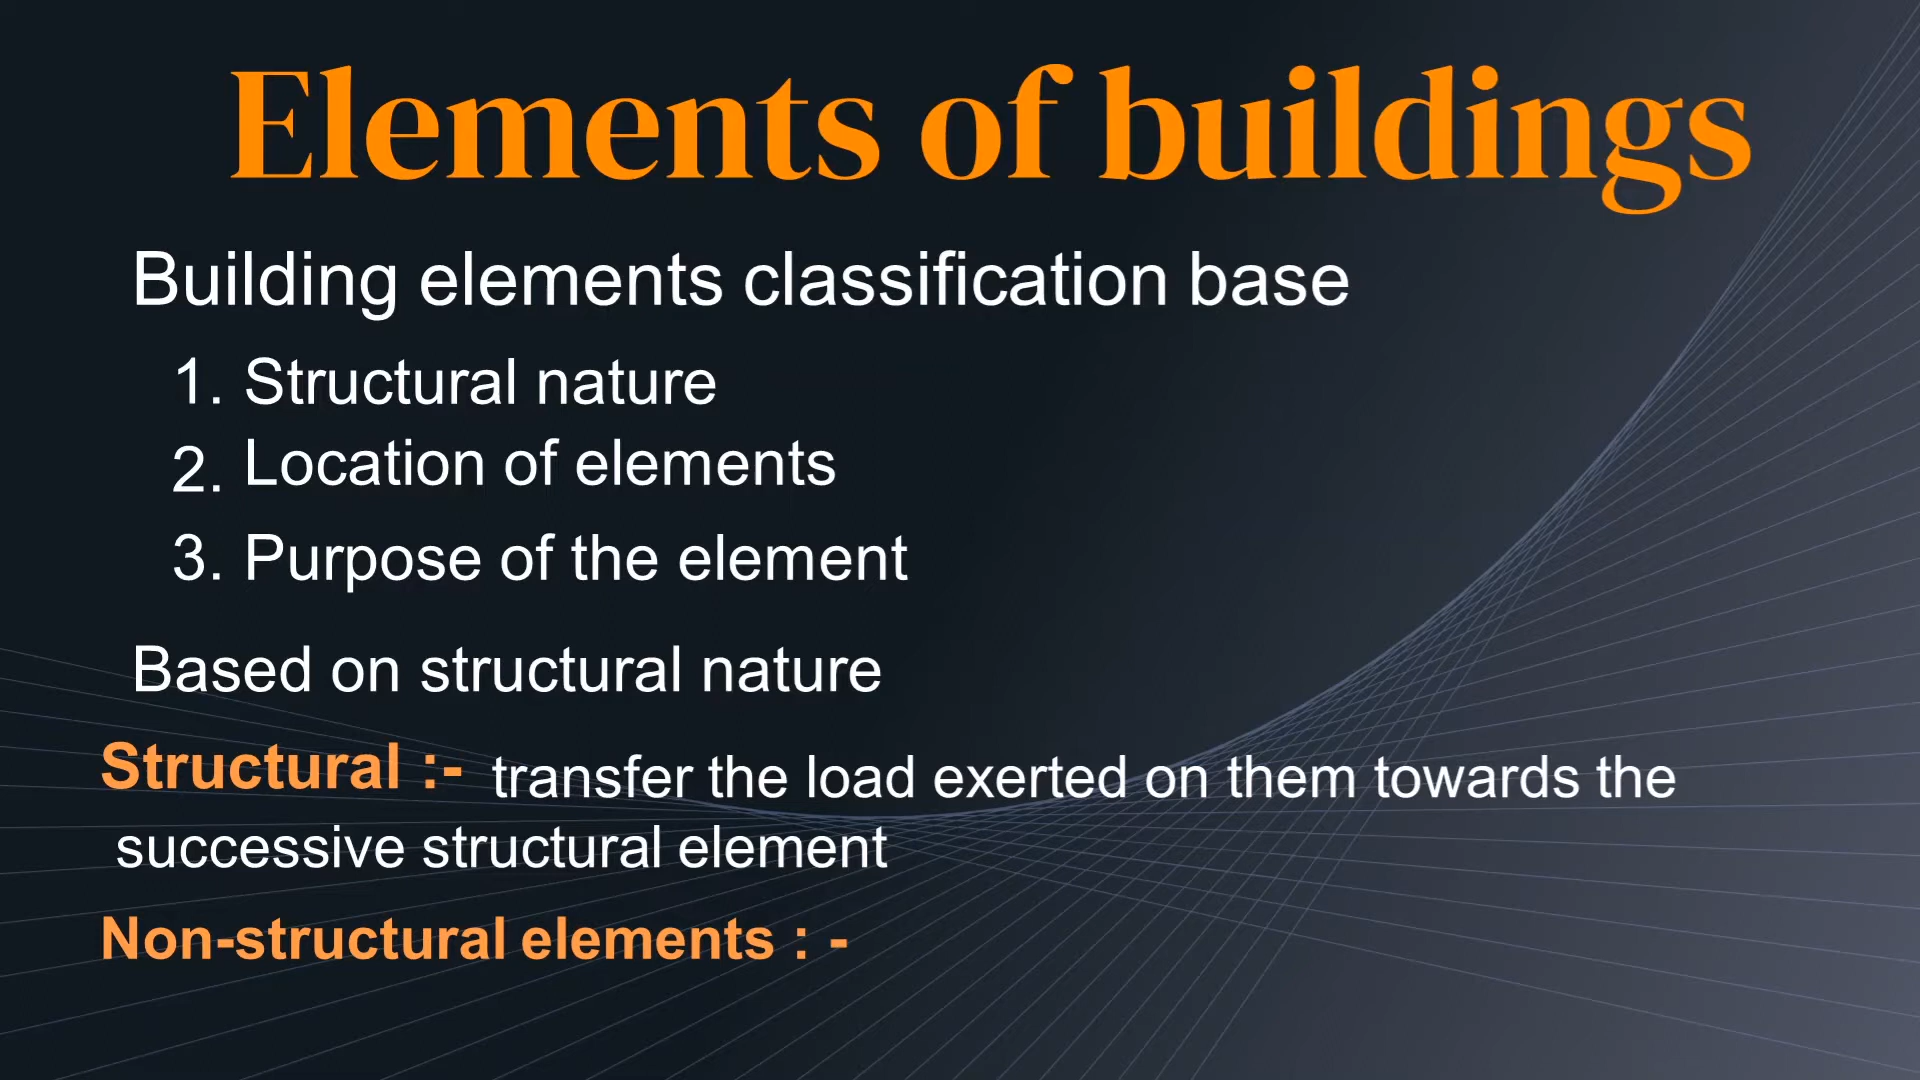 Elements of buildings
Building elements classification base
1. Structural nature
2. Location of elements
3. Purpose of the element
Based on structural nature
Structural :- transfer the load exerted on them towards the
successive structural element
Non-structural elements : -